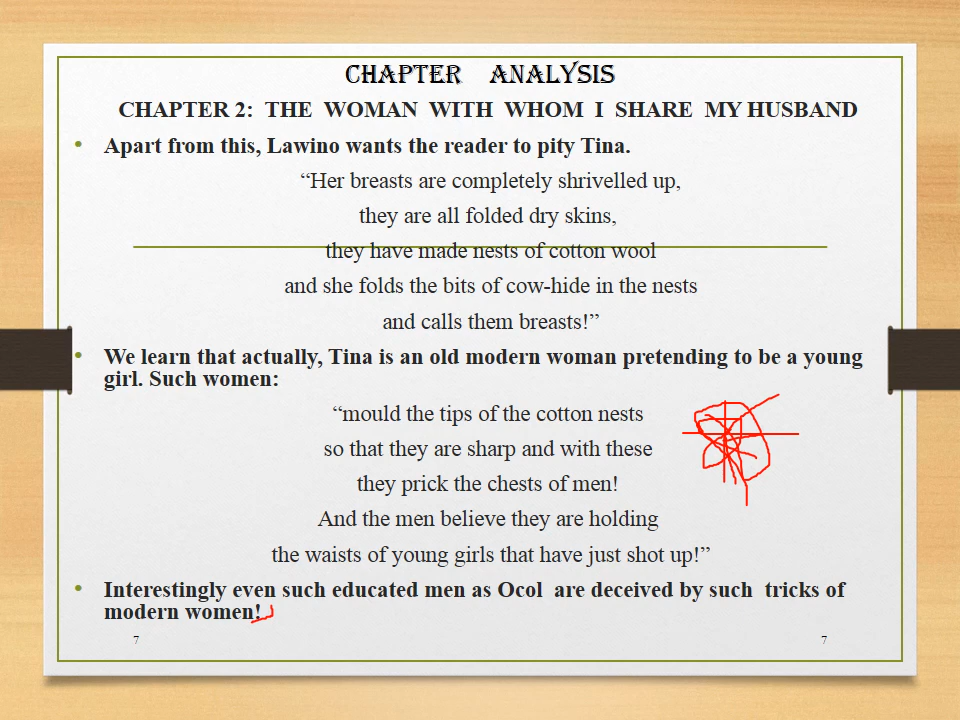 CHAPTER ANALYSIS
CHAPTER 2: THE WOMAN WITH WHOM I SHARE MY HUSBAND
• Apart from this, Lawino wants the reader to pity Tina.
“Her breasts are completely shrivelled up,
they are all folded dry skins,
they have made nests of cotton wool
and she folds the bits of cow-hide in the nests
and calls them breasts!”
• We learn that actually, Tina is an old modern woman pretending to be a young
girl. Such women:
“mould the tips of the cotton nests
so that they are sharp and with these
they prick the chests of men!
And the men believe they are holding
the waists of young girls that have just shot up!”
• Interestingly even such educated men as Ocol are deceived by such tricks of
modern women!
7 7